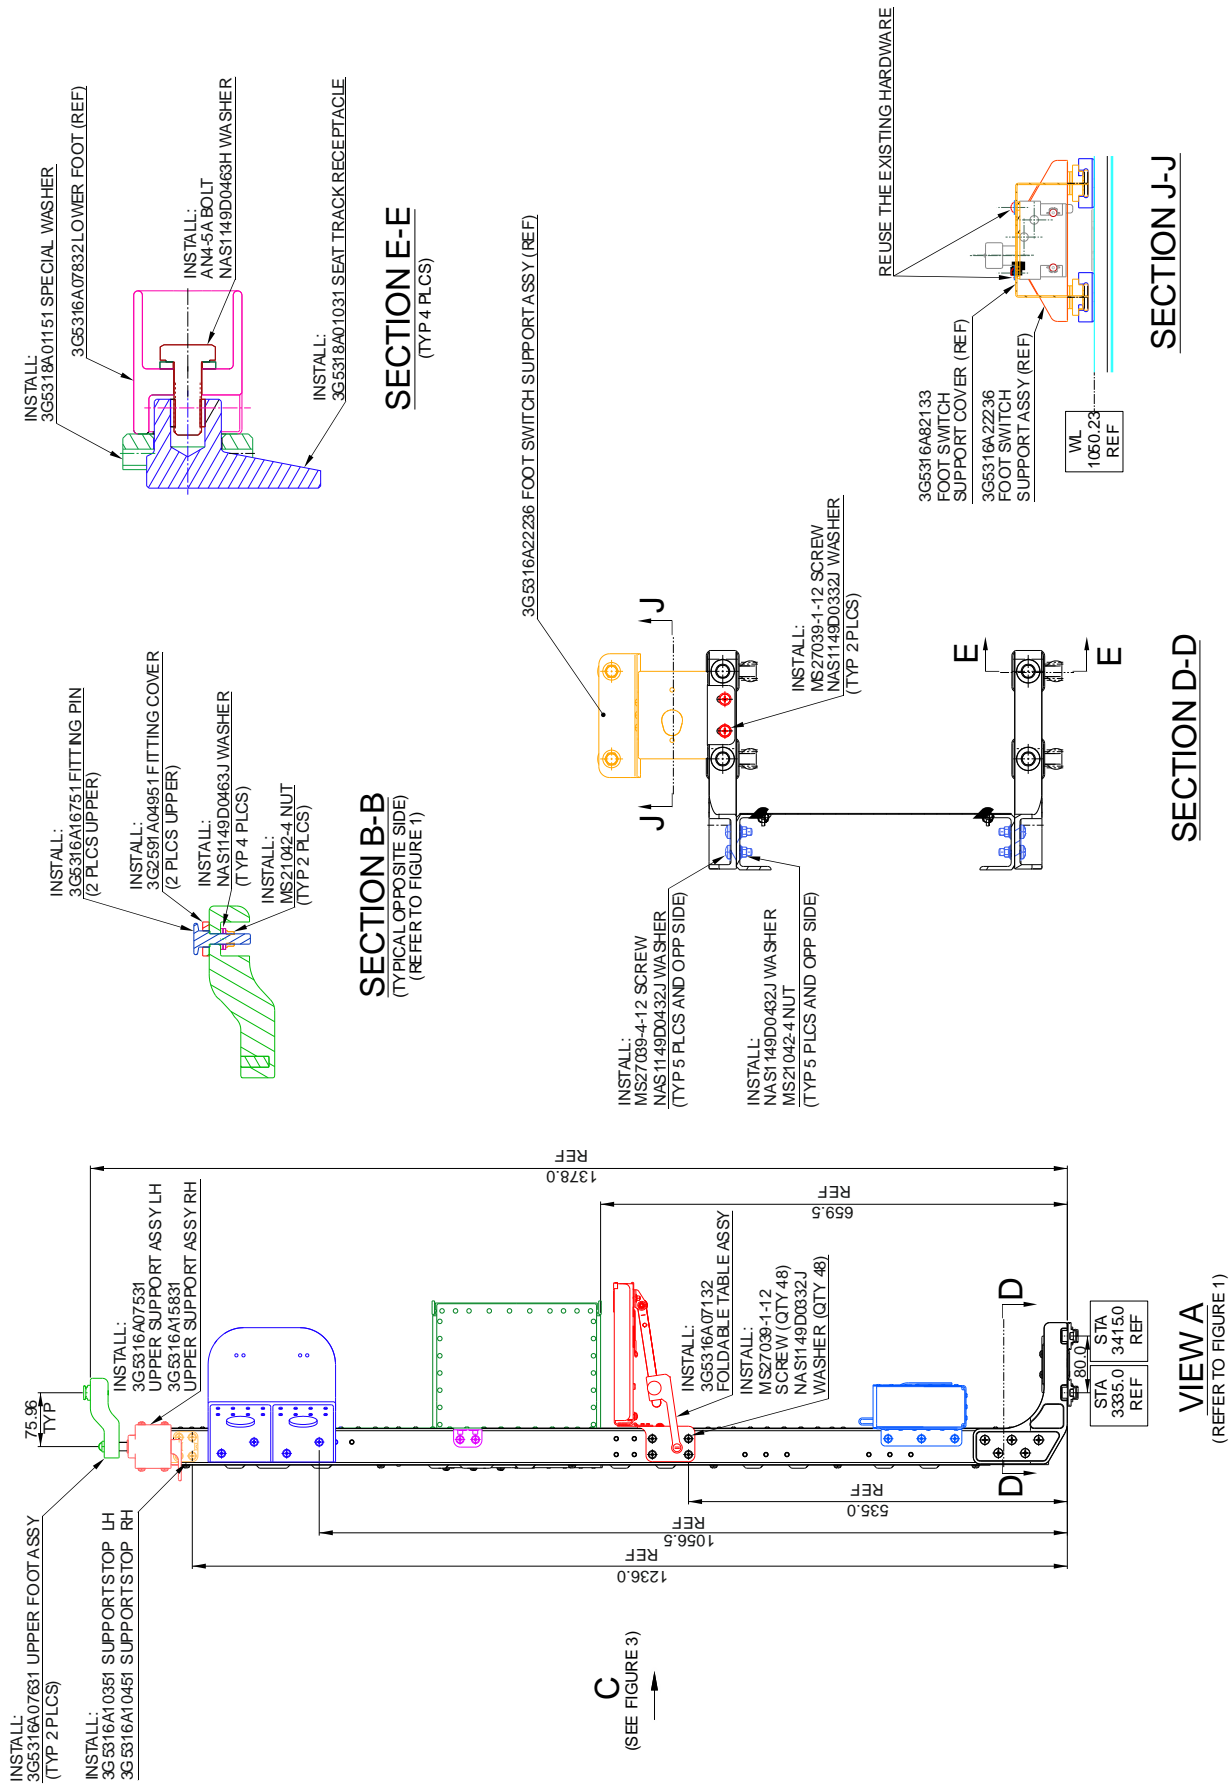 INSTALL:
3G5316A07631 UPPER FOOT ASSY
(TYP 2 PLCS)
INSTALL:
3G5316A10351 SUPPORT STOP LH
3G5316A10451 SUPPORT STOP RH
75.96
TYP
INSTALL:
3G5316A07531
UPPER SUPPORT ASSY LH
3G5316A15831
UPPER SUPPORT ASSY RH
1378.0
REF
659.5
REF
INSTALL:
3G5316A07132
FOLDABLE TABLE ASSY
INSTALL:
MS27039-1-12
SCREW (QTY 48)
NAS1149D0332J
WASHER (QTY 48)
535.0
REF
1056.5
REF
1236.0
REF
D
D
80.0
STA
3335.0
REF
STA
3415.0
REF
C
(SEE FIGURE 3)
VIEW A
(REFER TO FIGURE 1)
INSTALL:
3G5316A16751 FITTING PIN
(2 PLCS UPPER)
INSTALL:
3G2591A04951 FITTING COVER
(2 PLCS UPPER)
INSTALL:
NAS1149D0463J WASHER
(TYP 4 PLCS)
INSTALL:
MS21042-4 NUT
(TYP 2 PLCS)
SECTION B-B
(TYPICAL OPPOSITE SIDE)
(REFER TO FIGURE 1)
INSTALL:
3G5318A01151 SPECIAL WASHER
3G5316A07832 LOWER FOOT (REF)
INSTALL:
AN4-5A BOLT
NAS1149D0463H WASHER
INSTALL:
3G5318A01031 SEAT TRACK RECEPTACLE
SECTION E-E
(TYP 4 PLCS)
3G5316A22236 FOOT SWITCH SUPPORT ASSY (REF)
J
J
INSTALL:
MS27039-1-12 SCREW
NAS1149D0332J WASHER
(TYP 2 PLCS)
INSTALL:
MS27039-4-12 SCREW
NAS1149D0432J WASHER
(TYP 5 PLCS AND OPP SIDE)
INSTALL:
NAS1149D0432J WASHER
MS21042-4 NUT
(TYP 5 PLCS AND OPP SIDE)
E
E
SECTION D-D
REUSE THE EXISTING HARDWARE
3G5316A82133
FOOT SWITCH
SUPPORT COVER (REF)
3G5316A22236
FOOT SWITCH
SUPPORT ASSY (REF)
WL
1050.23
REF
SECTION J-J